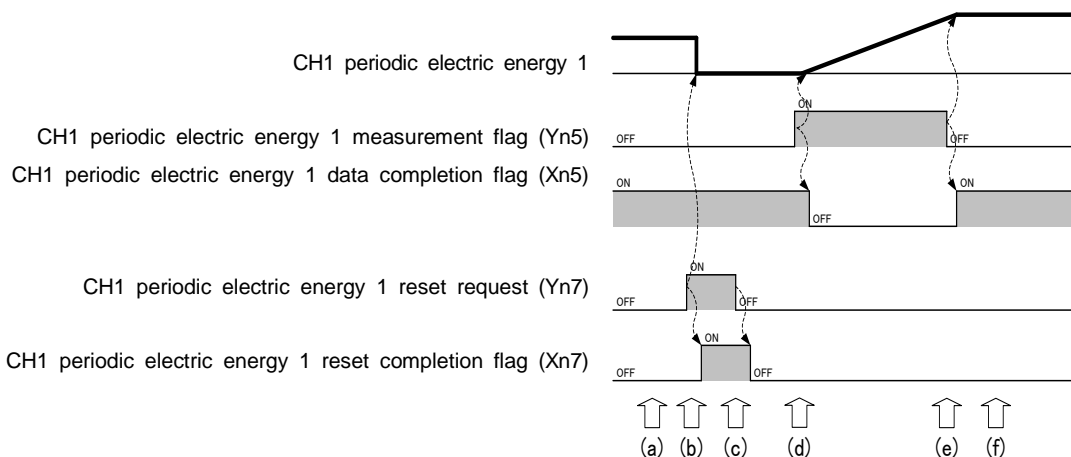 CH1 periodic electric energy 1
ON
CH1 periodic electric energy 1 measurement flag (Yn5)
OFF
OFF
CH1 periodic electric energy 1 data completion flag (Xn5)
ON
ON
OFF
ON
CH1 periodic electric energy 1 reset request (Yn7)
OFF
OFF
ON
CH1 periodic electric energy 1 reset completion flag (Xn7)
OFF
OFF
(a) (b) (c) (d) (e) (f)